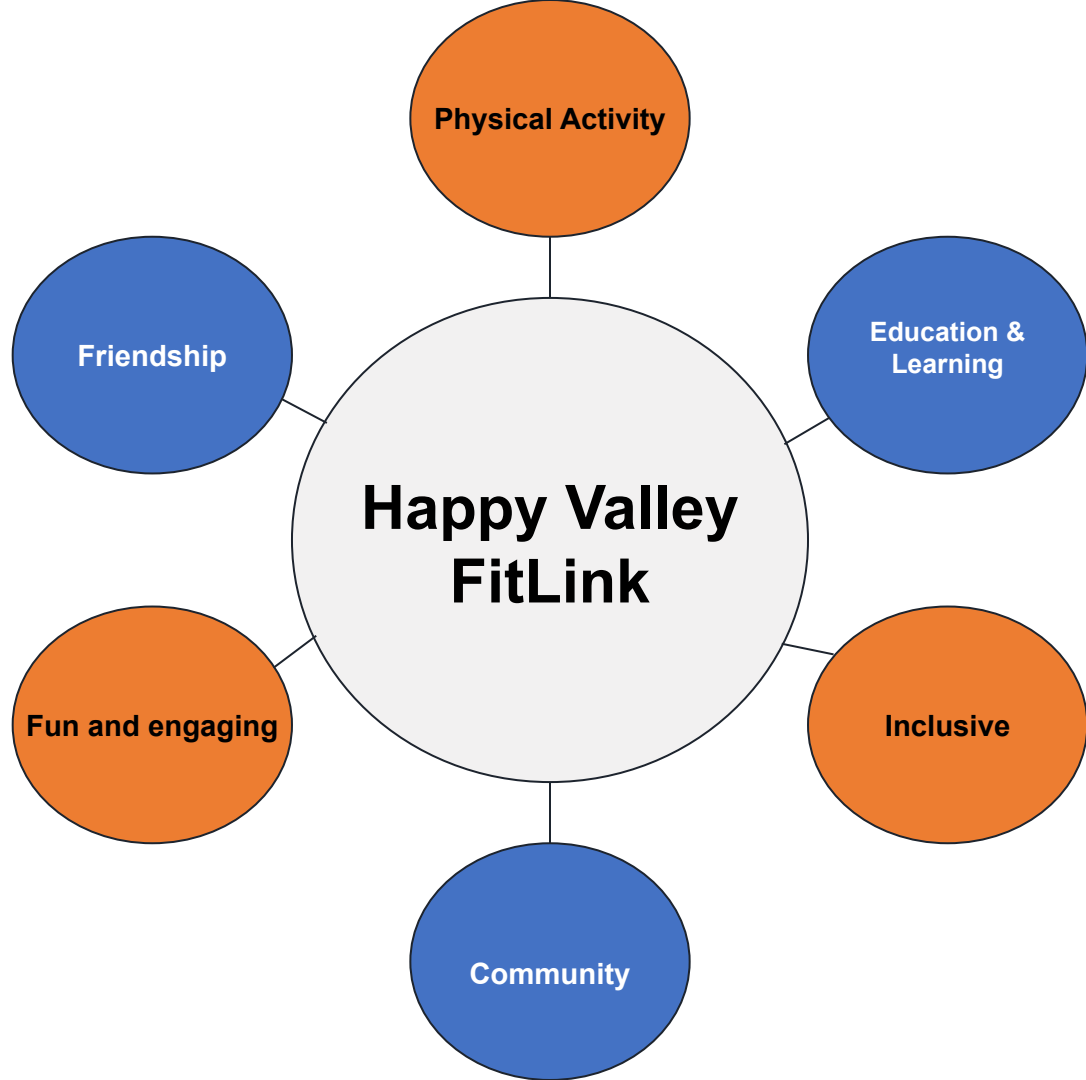 Physical Activity
Friendship
Education &
Learning
Happy Valley
FitLink
Fun and engaging
Inclusive
Community